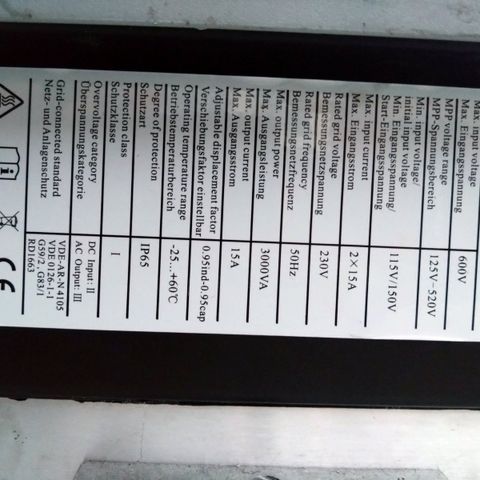 Max. input voltage
Max. Eingangsspannung
600V
MPP voltage range
MPP-Spannungsbereich
125V~520V
Min. input voltage/
Initial input voltage
Min. Eingangsspannung/
Start-Eingangsspannung
115V/150V
Max. input current
Max. Eingangsstrom
2×15A
Rated grid voltage
Bemessungsnetzspannung
230V
Rated grid frequency
Bemessungsnetzfrequenz
50Hz
Max. output power
Max. Ausgangsleistung
3000VA
Max. output current
Max. Ausgangsstrom
15A
Adjustable displacement factor
Verschiebungsfaktor einstellbar
0.95ind-0.95cap
Operating temperature range
Betriebstemperaturbereich
-25...+60℃
Degree of protection
Schutzart
IP65
Protection class
Schutzklasse
I
Overvoltage category
Überspannungskategorie
DC Input: II
AC Output: III
Grid-connected standard
Netz- und Anlagenschutz
VDE-AR-N 4105
VDE 0126-1-1
G59/2 ,G83/1
RD1663
CE